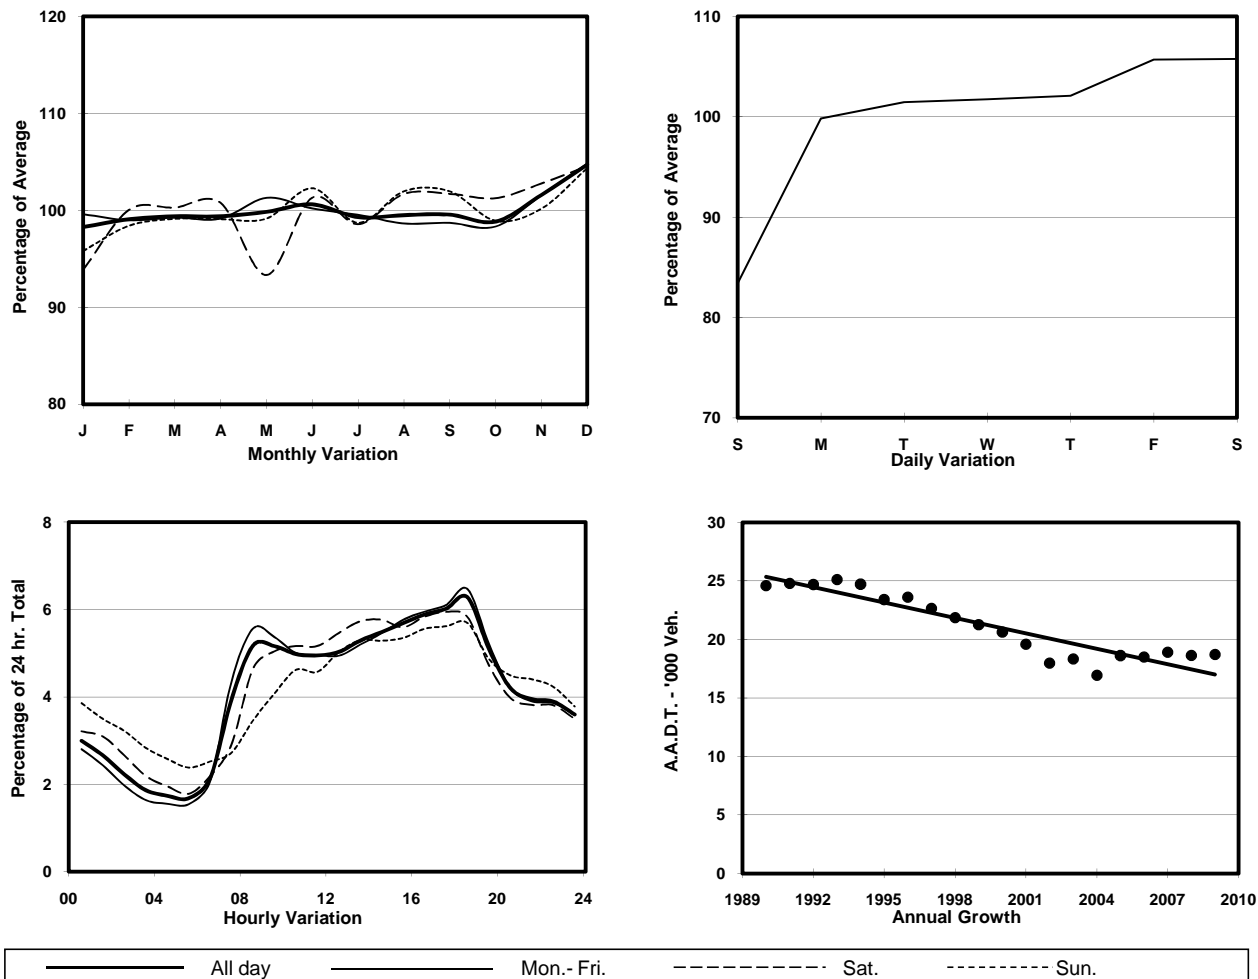 120
110
100
90
80
Percentage of Average
J F M A M J J A S O N D
Monthly Variation
110
100
90
80
70
Percentage of Average
S M T W T F S
Daily Variation
8
6
4
2
0
Percentage of 24 hr. Total
00 04 08 12 16 20 24
Hourly Variation
30
25
20
15
10
5
0
A.A.D.T. - '000 Veh.
1989 1992 1995 1998 2001 2004 2007 2010
Annual Growth
All day Mon.- Fri. Sat. Sun.